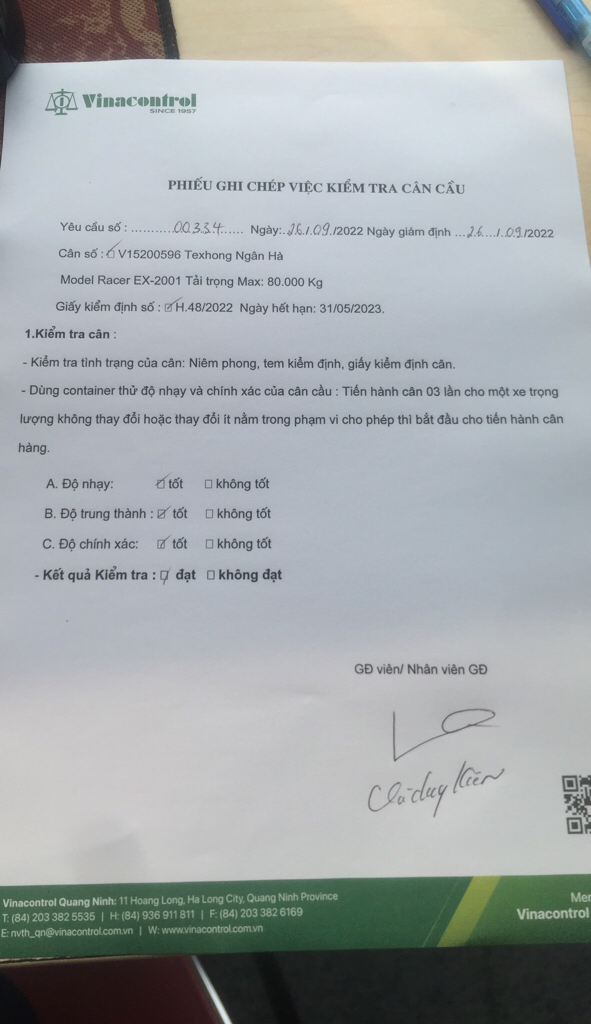 Vinacontrol
SINCE 1957
PHIẾU GHI CHÉP VIỆC KIỂM TRA CÂN CẦU
Yêu cầu số : ...........00334..... Ngày:..26./.09./2022 Ngày giám định ...26..../.09./2022
Cân số : ☑ V15200596 Texhong Ngân Hà
Model Racer EX-2001 Tải trọng Max: 80.000 Kg
Giấy kiểm định số : ☑ H.48/2022 Ngày hết hạn: 31/05/2023.
1.Kiểm tra cân :
- Kiểm tra tình trạng của cân: Niêm phong, tem kiểm định, giấy kiểm định cân.
- Dùng container thử độ nhạy và chính xác của cân cầu : Tiến hành cân 03 lần cho một xe trọng
lượng không thay đổi hoặc thay đổi ít nằm trong phạm vi cho phép thì bắt đầu cho tiến hành cân
hàng.
A. Độ nhạy: ☑ tốt ☐ không tốt
B. Độ trung thành : ☑ tốt ☐ không tốt
C. Độ chính xác: ☑ tốt ☐ không tốt
- Kết quả Kiểm tra : ☑ đạt ☐ không đạt
GĐ viên/ Nhân viên GĐ
duy
Vinacontrol Quang Ninh: 11 Hoang Long, Ha Long City, Quang Ninh Province
T: (84) 203 382 5535 | H: (84) 936 911 811 | F: (84) 203 382 6169
E: nvth_qn@vinacontrol.com.vn | W: www.vinacontrol.com.vn
Mer
Vinacontrol